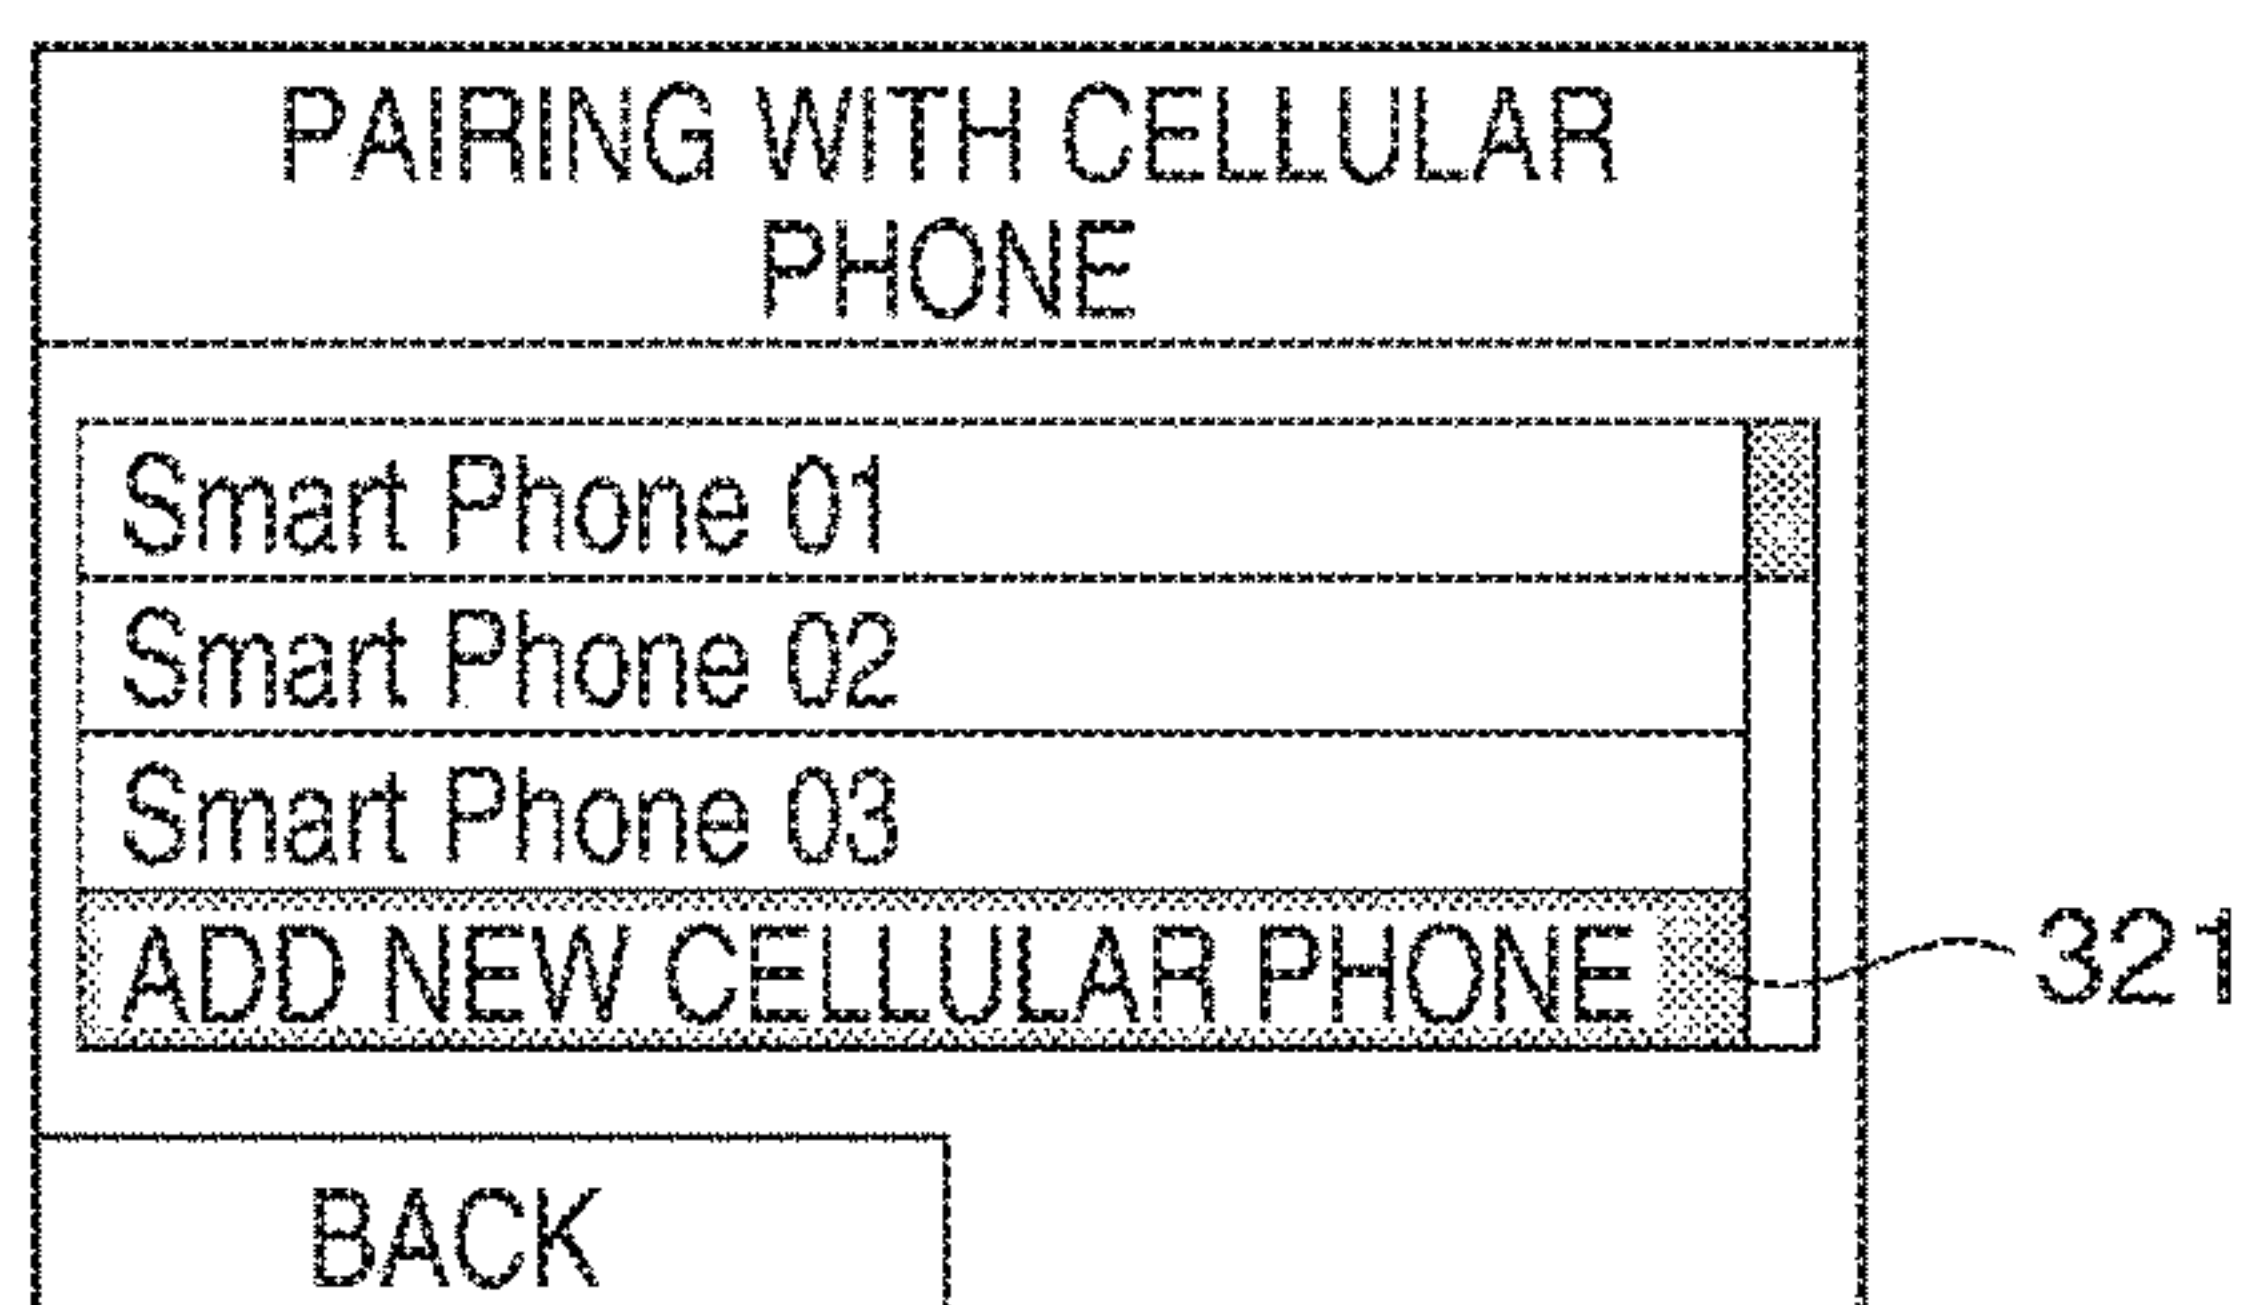 PAIRING WITH CELLULAR
PHONE
Smart Phone 01
Smart Phone 02
Smart Phone 03
ADD NEW CELLULAR PHONE
321
BACK